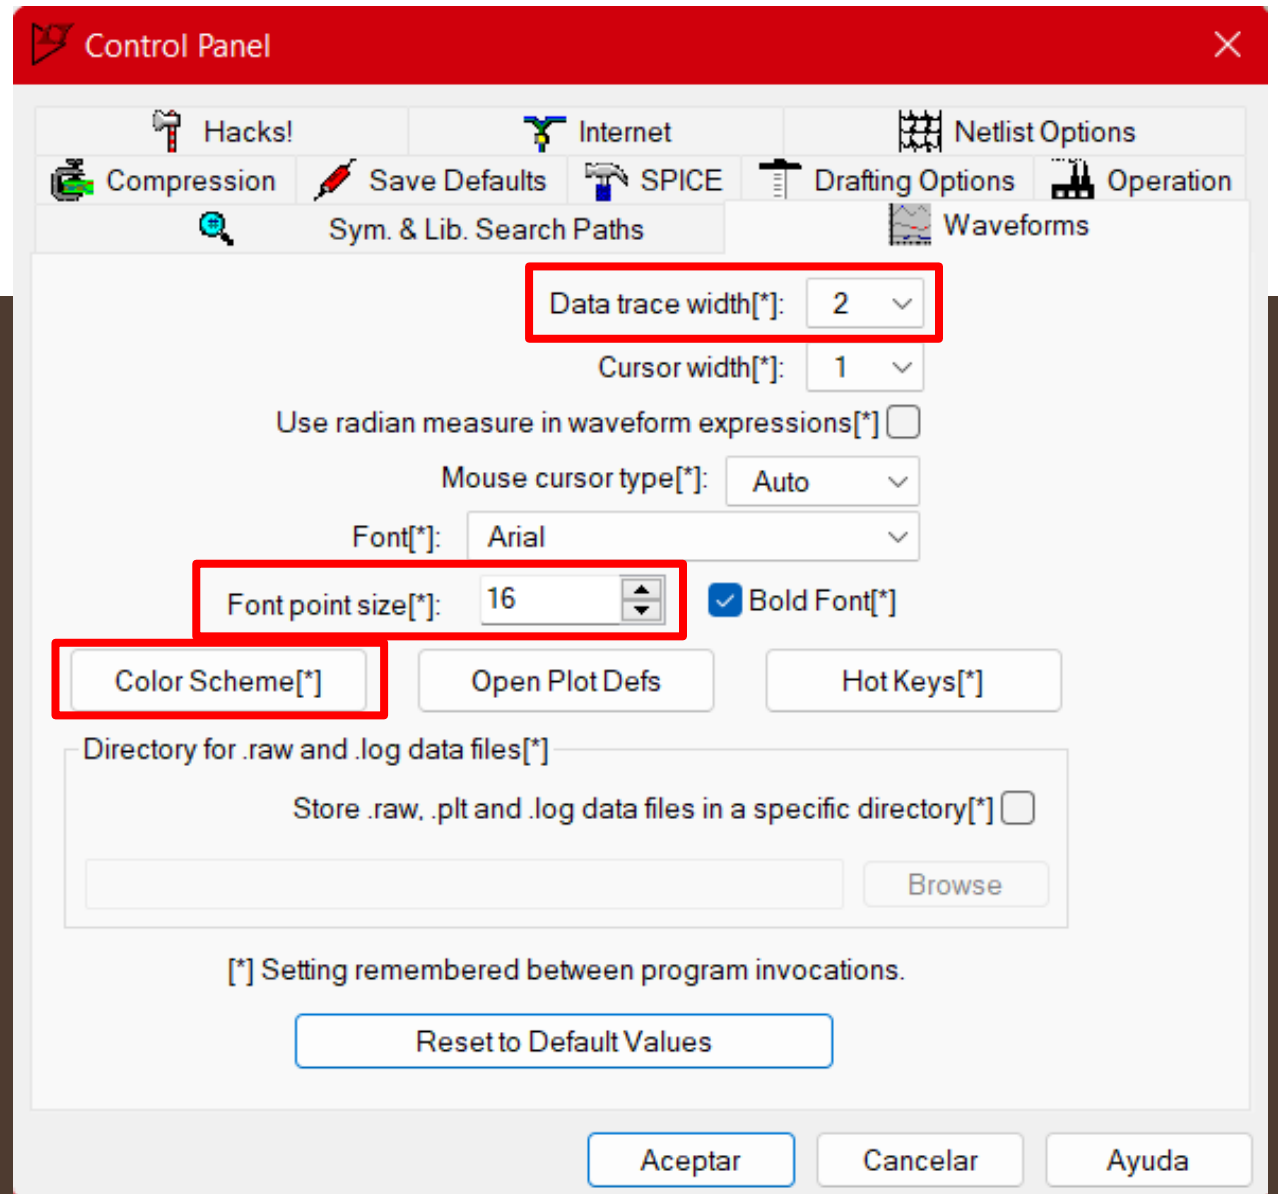 Control Panel
Hacks! Internet Netlist Options
Compression Save Defaults SPICE Drafting Options Operation
Sym. & Lib. Search Paths Waveforms
Data trace width[*]: 2
Cursor width[*]: 1
Use radian measure in waveform expressions[*]
Mouse cursor type[*]: Auto
Font[*]: Arial
Font point size[*]: 16 Bold Font[*]
Color Scheme[*] Open Plot Defs Hot Keys[*]
Directory for .raw and .log data files[*]
Store .raw, .plt and .log data files in a specific directory[*]
Browse
[*] Setting remembered between program invocations.
Reset to Default Values
Aceptar Cancelar Ayuda